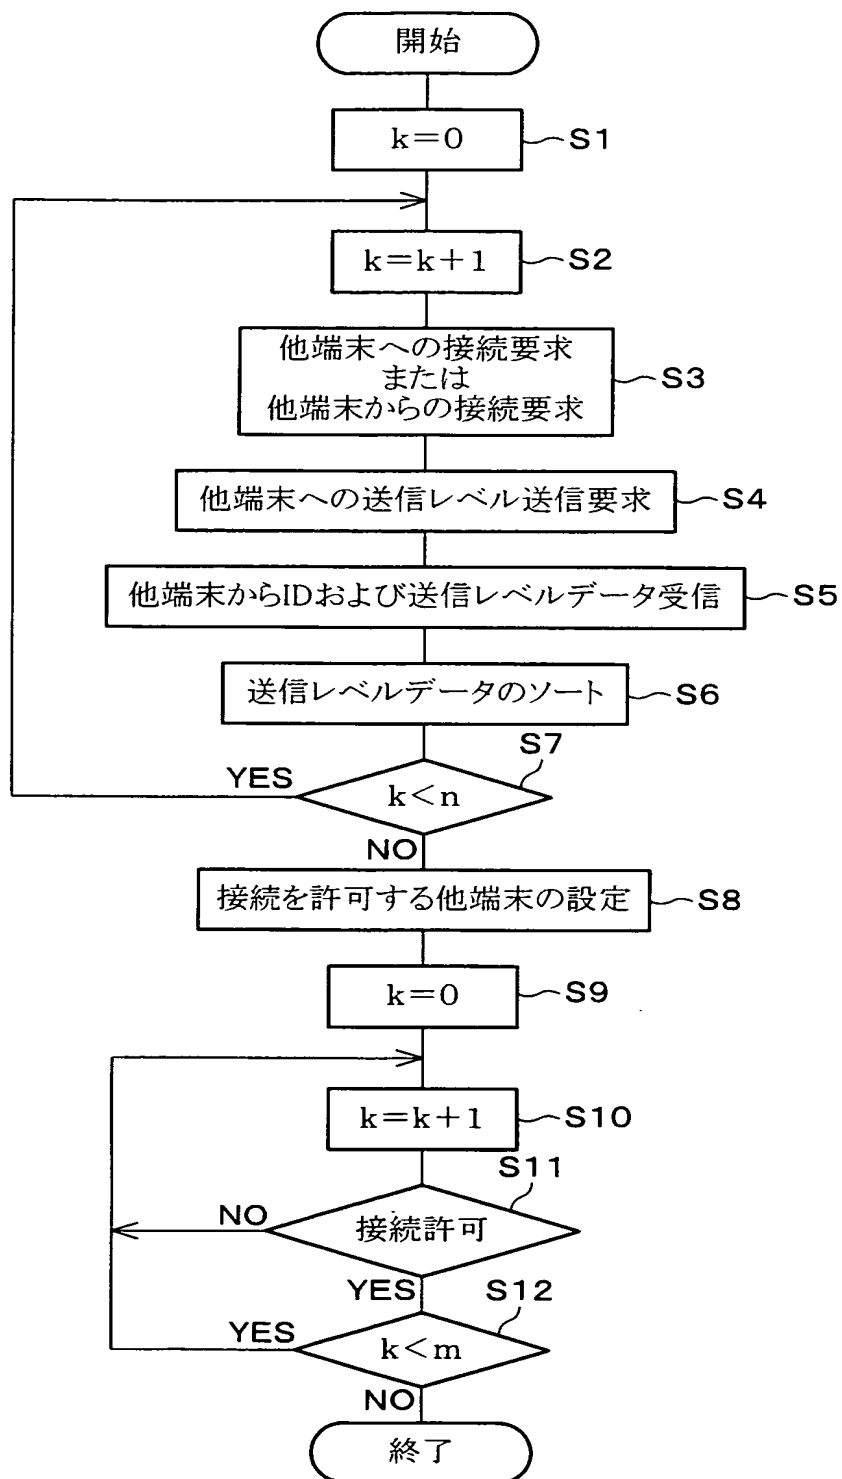 開始
k=0
S1
k=k+1
S2
他端末への接続要求
または
他端末からの接続要求
S3
他端末への送信レベル送信要求
S4
他端末からIDおよび送信レベルデータ受信
S5
送信レベルデータのソート
S6
S7
YES
k<n
NO
接続を許可する他端末の設定
S8
k=0
S9
k=k+1
S10
S11
NO
接続許可
YES
S12
YES
k<m
NO
終了